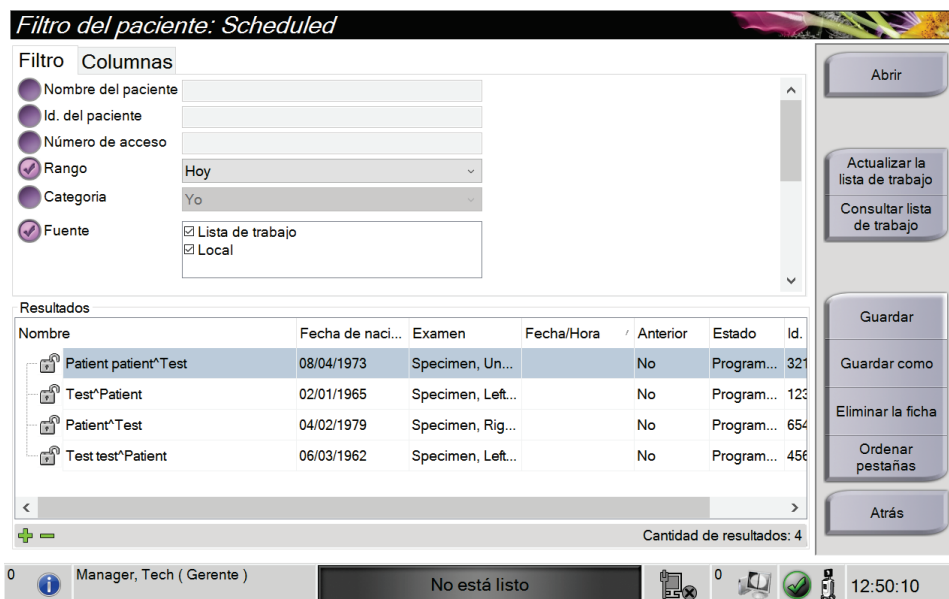 Filtro del paciente: Scheduled
Filtro Columnas
Nombre del paciente
Id. del paciente
Número de acceso
Rango Hoy
Categoria Yo
Fuente Lista de trabajo
Local
Abrir
Actualizar la
lista de trabajo
Consultar lista
de trabajo
Resultados
Nombre Fecha de naci... Examen Fecha/Hora Anterior Estado Id.
Patient patient^Test 08/04/1973 Specimen, Un... No Program... 321
Test^Patient 02/01/1965 Specimen, Left... No Program... 123
Patient^Test 04/02/1979 Specimen, Rig... No Program... 654
Test test^Patient 06/03/1962 Specimen, Left... No Program... 456
Cantidad de resultados: 4
Guardar
Guardar como
Eliminar la ficha
Ordenar
pestañas
Atrás
0 Manager, Tech ( Gerente ) No está listo 0 12:50:10